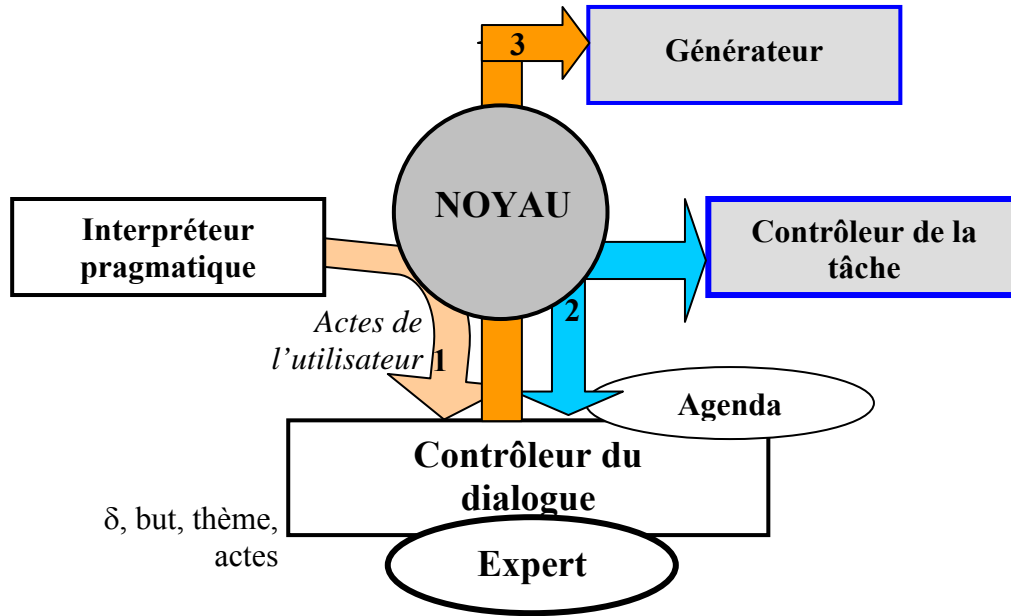 3
Générateur
NOYAU
Interpréteur
pragmatique
Contrôleur de la
tâche
2
Actes de
l’utilisateur
1
Agenda
Contrôleur du
dialogue
δ, but, thème,
actes
Expert